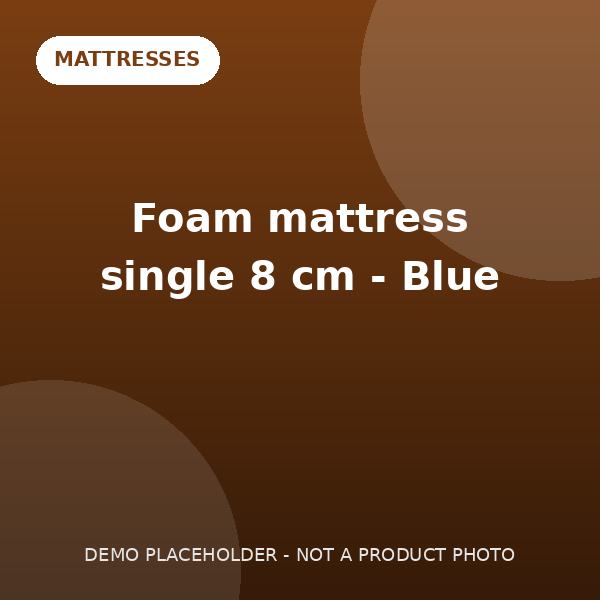 MATTRESSES
Foam mattress
single 8 cm - Blue
DEMO PLACEHOLDER - NOT A PRODUCT PHOTO